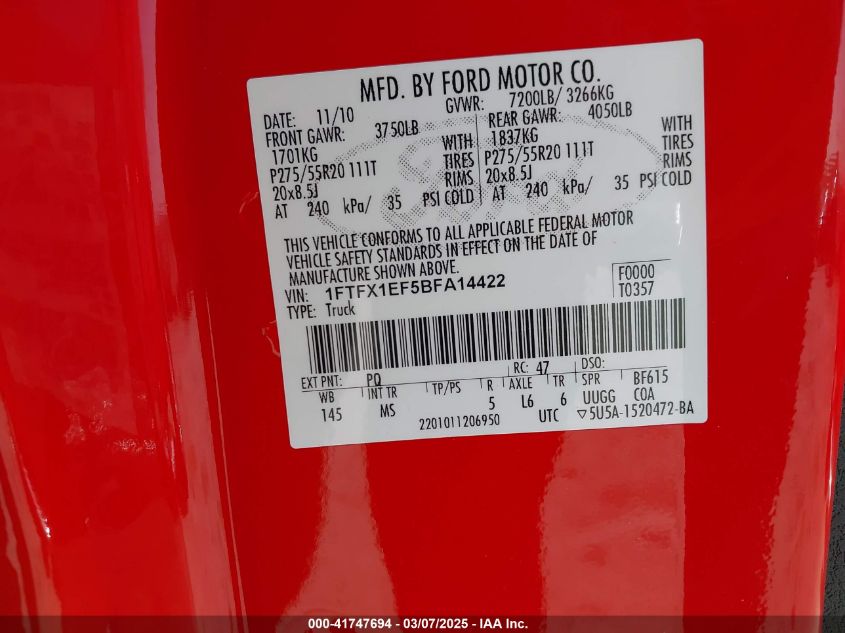 MFD. BY FORD MOTOR CO.
DATE: 11/10 GVWR: 7200LB/ 3266KG
FRONT GAWR: 3750LB REAR GAWR: 4050LB
1701KG WITH 1837KG WITH
P275/55R20 111T TIRES P275/55R20 111T TIRES
20x8.5J RIMS 20x8.5J RIMS
AT 240 kPa/ 35 PSI COLD AT 240 kPa/ 35 PSI COLD
THIS VEHICLE CONFORMS TO ALL APPLICABLE FEDERAL MOTOR
VEHICLE SAFETY STANDARDS IN EFFECT ON THE DATE OF
MANUFACTURE SHOWN ABOVE.
VIN: 1FTFX1EF5BFA14422 F0000
TYPE: Truck T0357
EXT PNT: PQ RC: 47 DSO:
WB INT TR TP/PS R AXLE TR SPR BF615
145 MS 5 L6 6 UUGG COA
2201011206950 UTC ▽5U5A-1520472-BA
000-41747694 - 03/07/2025 - IAA Inc.